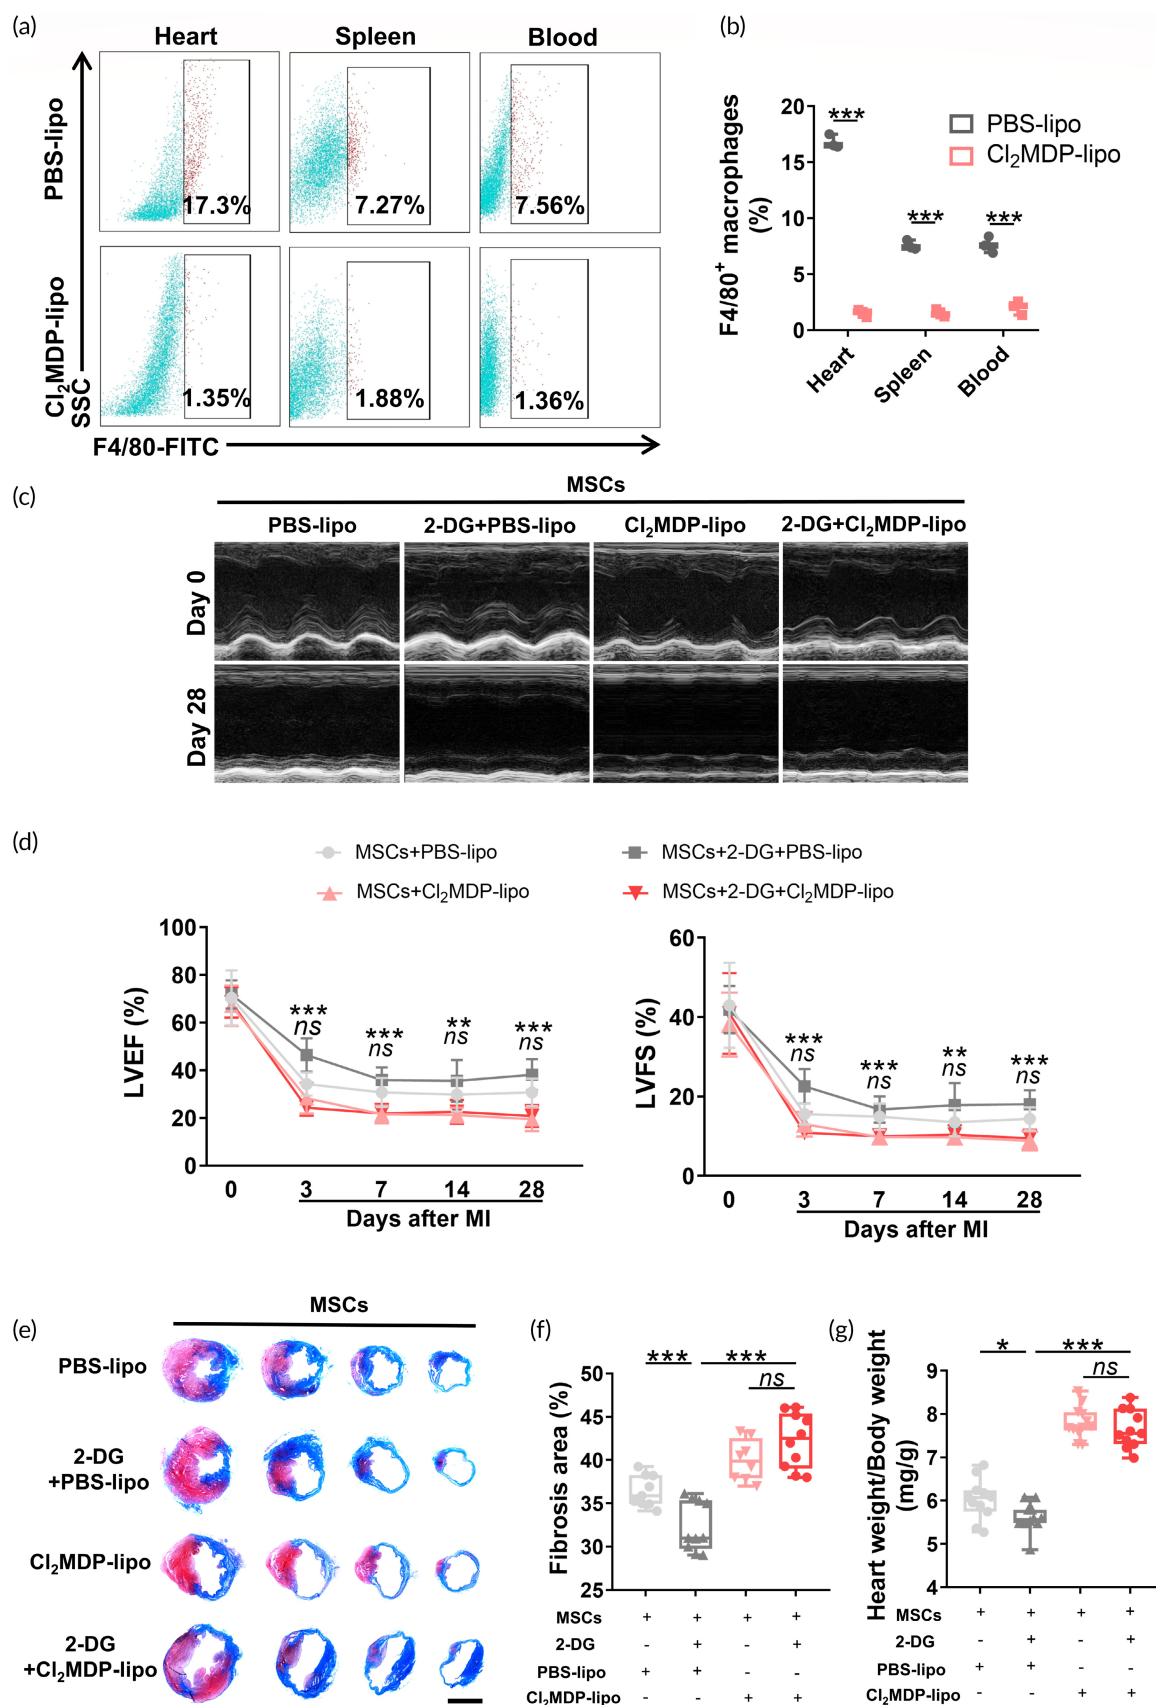 (a)
Heart Spleen Blood
PBS-lipo
17.3% 7.27% 7.56%
Cl₂MDP-lipo
SSC
1.35% 1.88% 1.36%
F4/80-FITC
(b)
F4/80⁺ macrophages
(%)
20
15
10
5
0
*** *** ***
PBS-lipo
Cl₂MDP-lipo
Heart Spleen Blood
(c)
MSCs
PBS-lipo 2-DG+PBS-lipo Cl₂MDP-lipo 2-DG+Cl₂MDP-lipo
Day 0
Day 28
(d)
MSCs+PBS-lipo MSCs+2-DG+PBS-lipo
MSCs+Cl₂MDP-lipo MSCs+2-DG+Cl₂MDP-lipo
LVEF (%)
100
80
60
40
20
0
*** *** ** ***
ns ns ns ns
0 3 7 14 28
Days after MI
LVFS (%)
60
40
20
0
*** *** ** ***
ns ns ns ns
0 3 7 14 28
Days after MI
(e)
MSCs
PBS-lipo
2-DG
+PBS-lipo
Cl₂MDP-lipo
2-DG
+Cl₂MDP-lipo
(f)
Fibrosis area (%)
50
45
40
35
30
25
*** ***
ns
MSCs + + + +
2-DG - + - +
PBS-lipo + + - -
Cl₂MDP-lipo - - + +
(g)
Heart weight/Body weight
(mg/g)
9
8
7
6
5
4
* ***
ns
MSCs + + + +
2-DG - + - +
PBS-lipo + + - -
Cl₂MDP-lipo - - + +